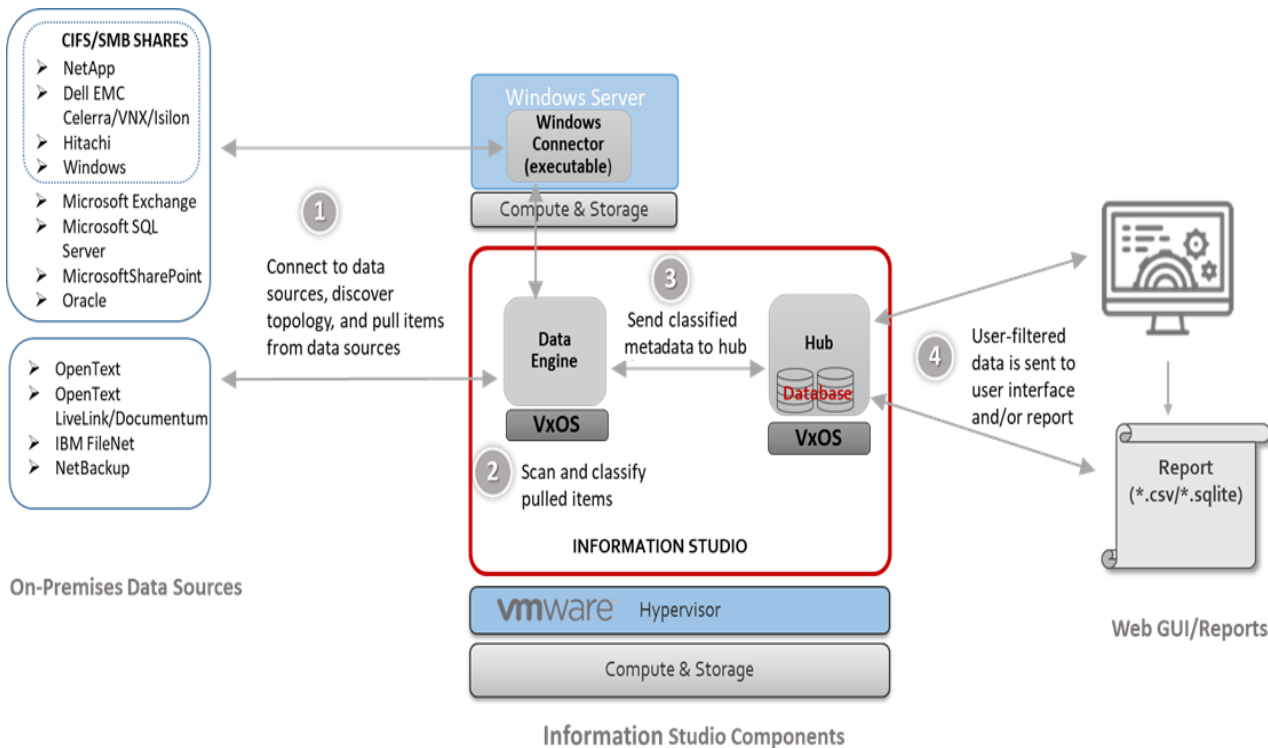 CIFS/SMB SHARES
➢ NetApp
➢ Dell EMC
Celerra/VNX/Isilon
➢ Hitachi
➢ Windows
➢ Microsoft Exchange
➢ Microsoft SQL
Server
➢ MicrosoftSharePoint
➢ Oracle
➢ OpenText
➢ OpenText
LiveLink/Documentum
➢ IBM FileNet
➢ NetBackup
On-Premises Data Sources
1
Connect to data
sources, discover
topology, and pull items
from data sources
Windows Server
Windows
Connector
(executable)
Compute & Storage
Data
Engine
VxOS
2
Scan and classify
pulled items
3
Send classified
metadata to hub
Hub
Database
VxOS
INFORMATION STUDIO
vmware Hypervisor
Compute & Storage
Information Studio Components
4
User-filtered
data is sent to
user interface
and/or report
Report
(*.csv/*.sqlite)
Web GUI/Reports